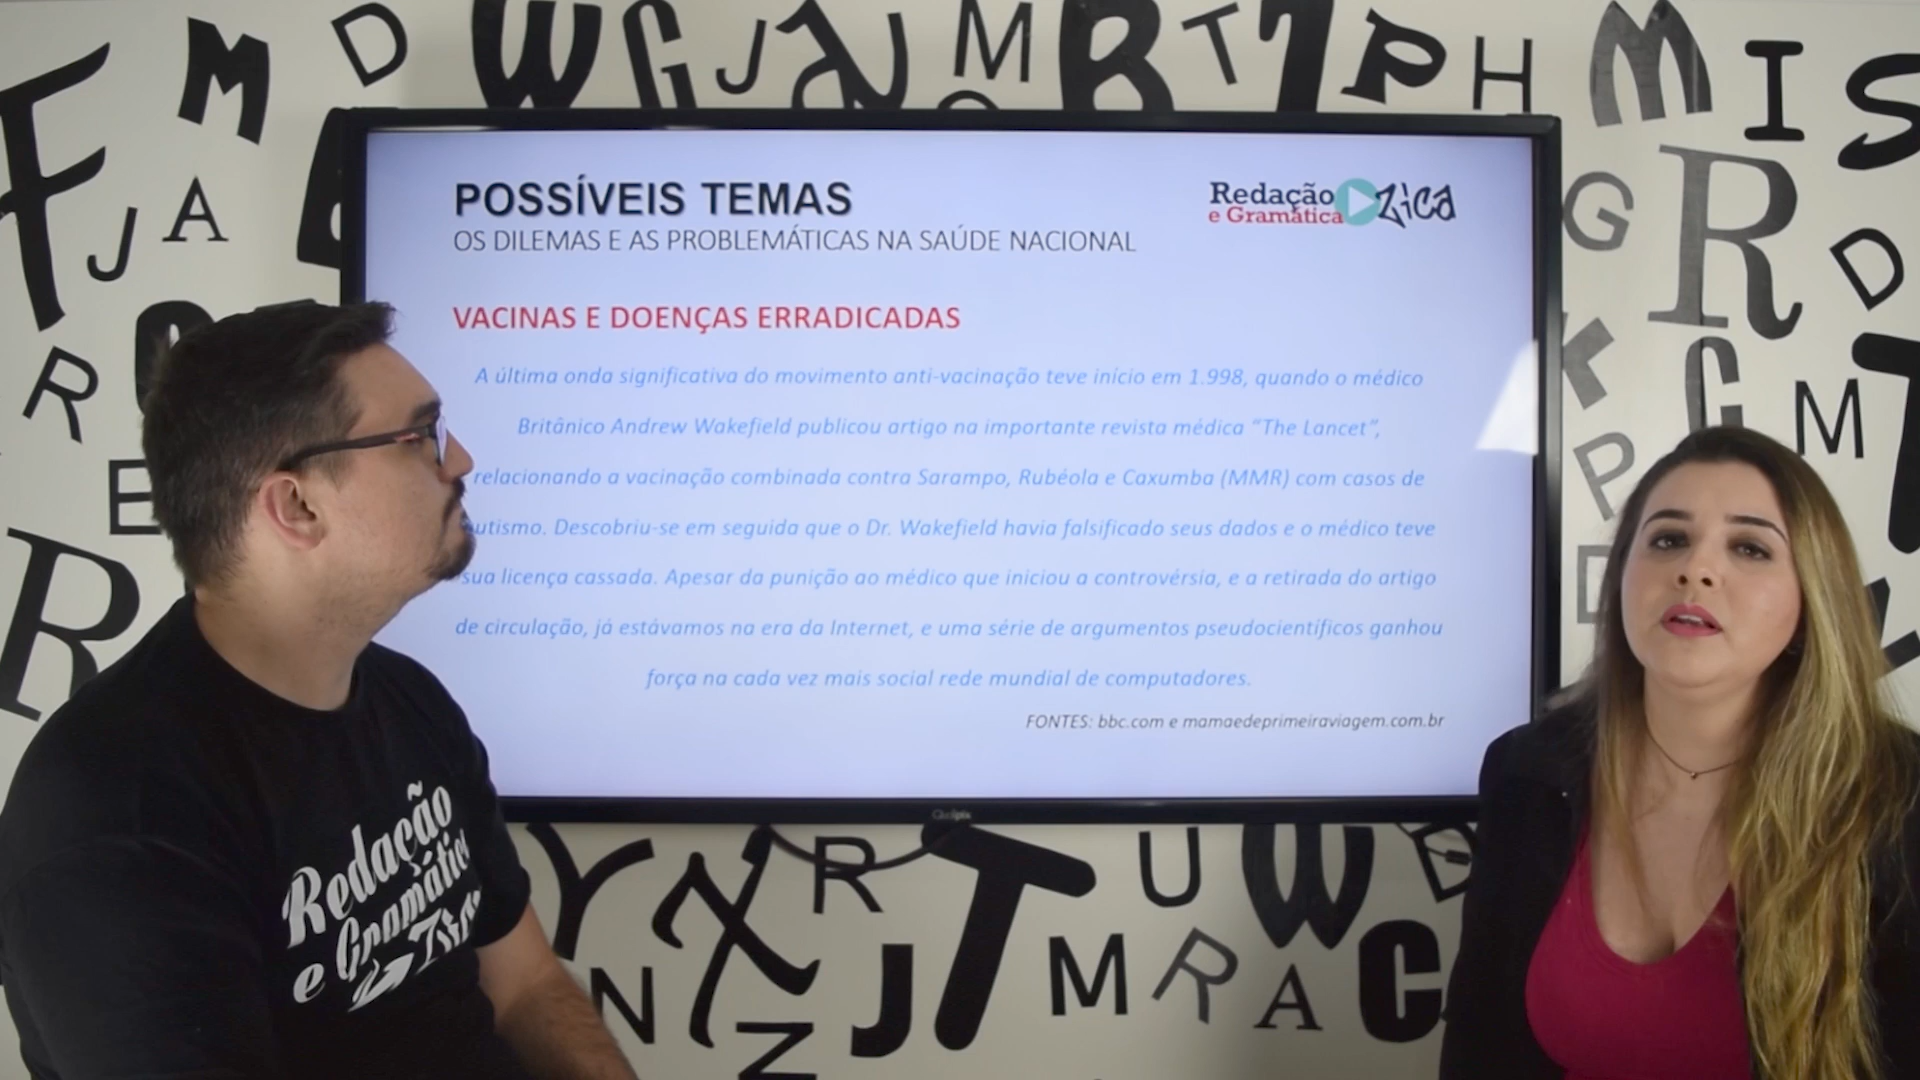 POSSÍVEIS TEMAS
OS DILEMAS E AS PROBLEMÁTICAS NA SAÚDE NACIONAL
Redação
e Gramática
Zica
VACINAS E DOENÇAS ERRADICADAS
A última onda significativa do movimento anti-vacinação teve início em 1.998, quando o médico
Britânico Andrew Wakefield publicou artigo na importante revista médica “The Lancet”,
relacionando a vacinação combinada contra Sarampo, Rubéola e Caxumba (MMR) com casos de
utismo. Descobriu-se em seguida que o Dr. Wakefield havia falsificado seus dados e o médico teve
sua licença cassada. Apesar da punição ao médico que iniciou a controvérsia, e a retirada do artigo
de circulação, já estávamos na era da Internet, e uma série de argumentos pseudocientíficos ganhou
força na cada vez mais social rede mundial de computadores.
FONTES: bbc.com e mamaedeprimeiraviagem.com.br
Redação
e Gramática